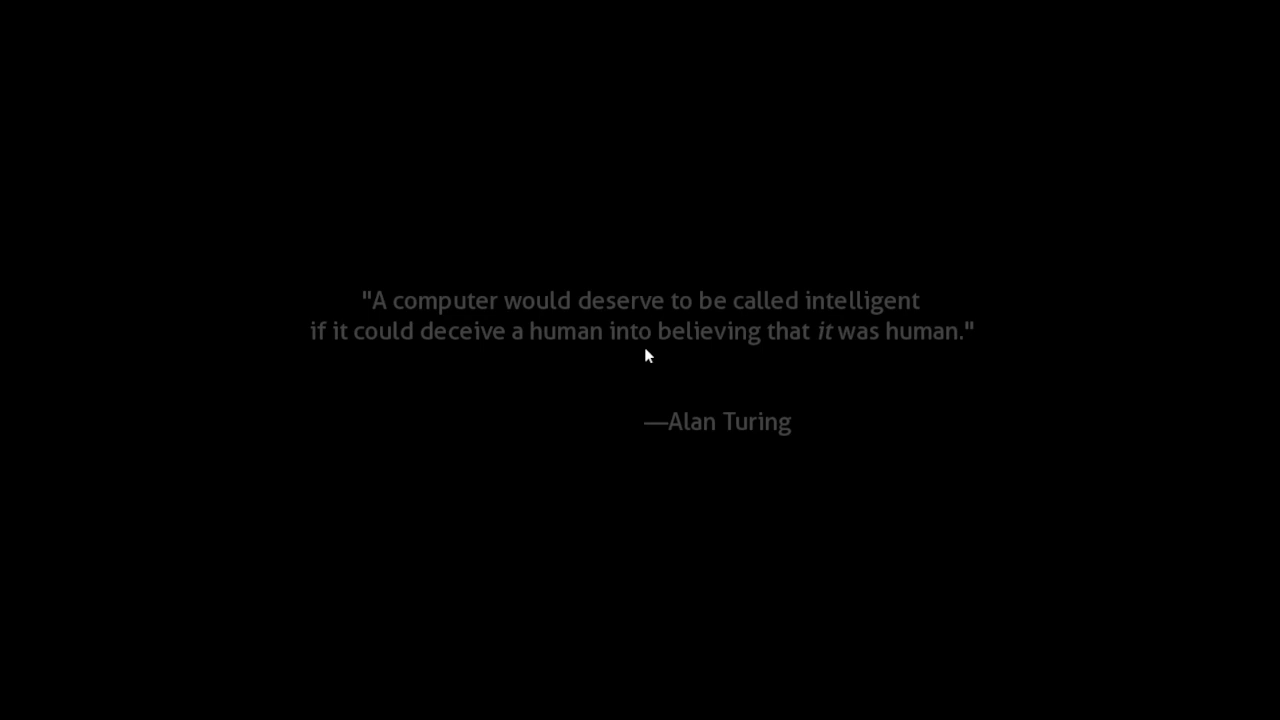 "A computer would deserve to be called intelligent
if it could deceive a human into believing that it was human."
—Alan Turing